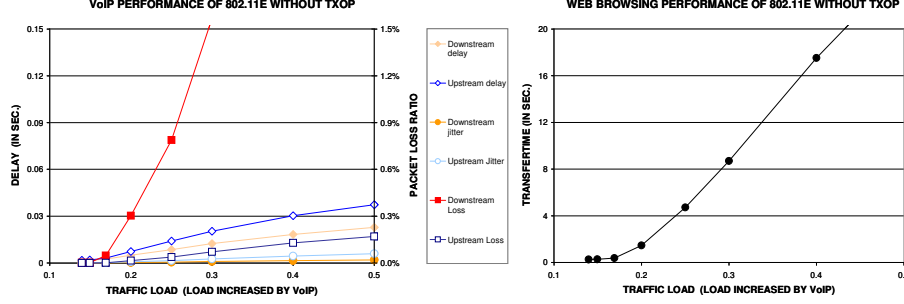 VoIP PERFORMANCE OF 802.11E WITHOUT TXOP
WEB BROWSING PERFORMANCE OF 802.11E WITHOUT TXOP
0.15
0.12
0.09
0.06
0.03
0
DELAY (IN SEC.)
0.1
0.2
0.3
0.4
0.5
TRAFFIC LOAD (LOAD INCREASED BY VoIP)
1.5%
1.2%
0.9%
0.6%
0.3%
0.0%
PACKET LOSS RATIO
Downstream
delay
Upstream delay
Downstream
jitter
Upstream Jitter
Downstream
Loss
Upstream Loss
20
16
12
8
4
0
TRANSFERTIME (IN SEC.)
0.1
0.2
0.3
0.4
TRAFFIC LOAD (LOAD INCREASED BY VoIP)